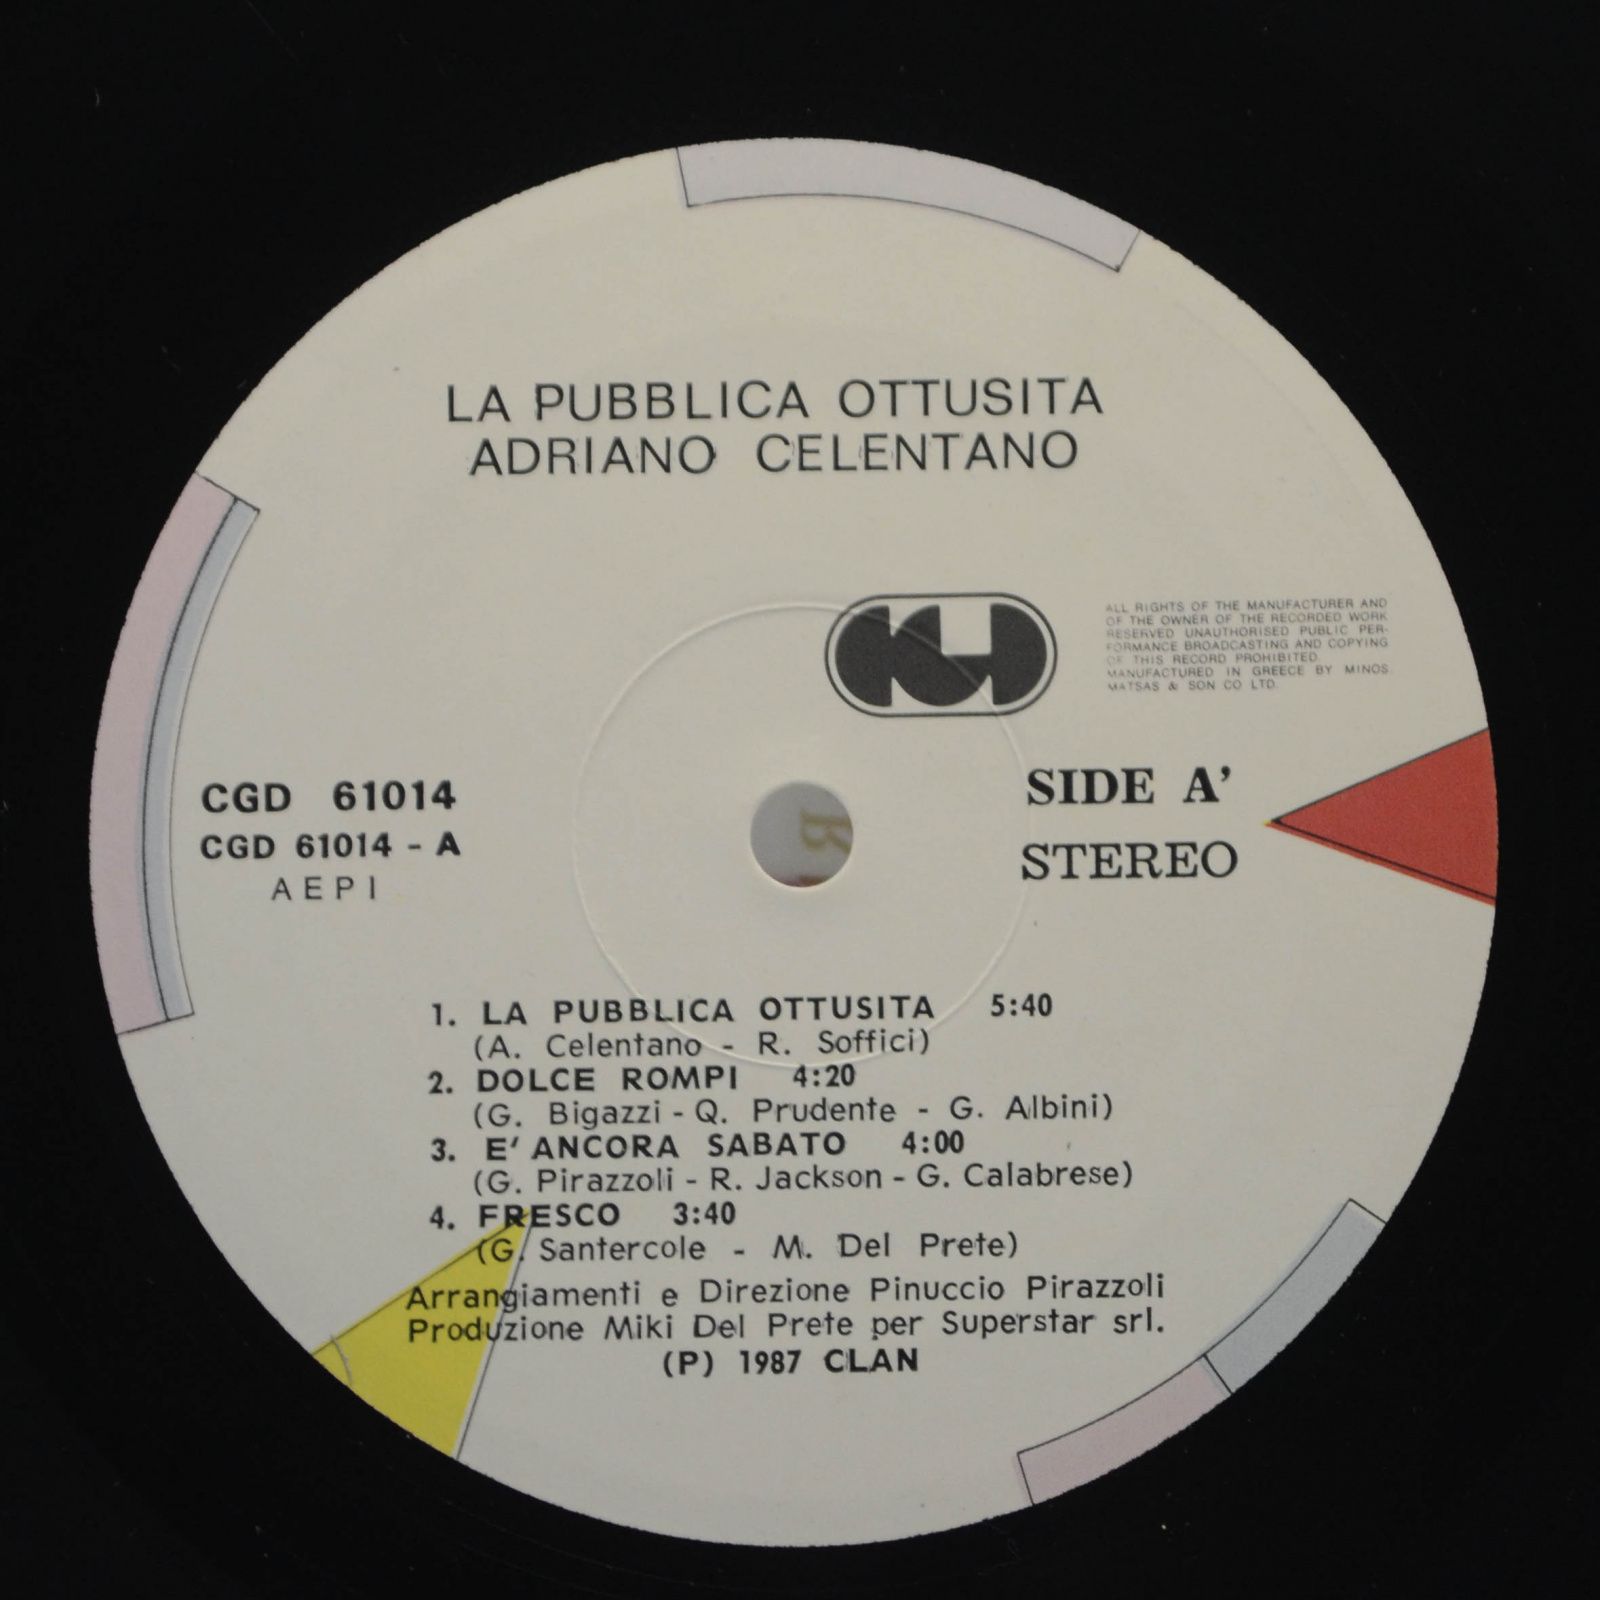 LA PUBBLICA OTTUSITA
ADRIANO CELENTANO
ALL RIGHTS OF THE MANUFACTURER AND
OF THE OWNER OF THE RECORDED WORK
RESERVED UNAUTHORISED PUBLIC PER-
FORMANCE BROADCASTING AND COPYING
OF THIS RECORD PROHIBITED.
MANUFACTURED IN GREECE BY MINOS
MATSAS & SON CO LTD.
CGD 61014
CGD 61014 - A
AEPI
SIDE A'
STEREO
1. LA PUBBLICA OTTUSITA 5:40
(A. Celentano - R. Soffici)
2. DOLCE ROMPI 4:20
(G. Bigazzi - Q. Prudente - G. Albini)
3. E' ANCORA SABATO 4:00
(G. Pirazzoli - R. Jackson - G. Calabrese)
4. FRESCO 3:40
(G. Santercole - M. Del Prete)
Arrangiamenti e Direzione Pinuccio Pirazzoli
Produzione Miki Del Prete per Superstar srl.
(P) 1987 CLAN